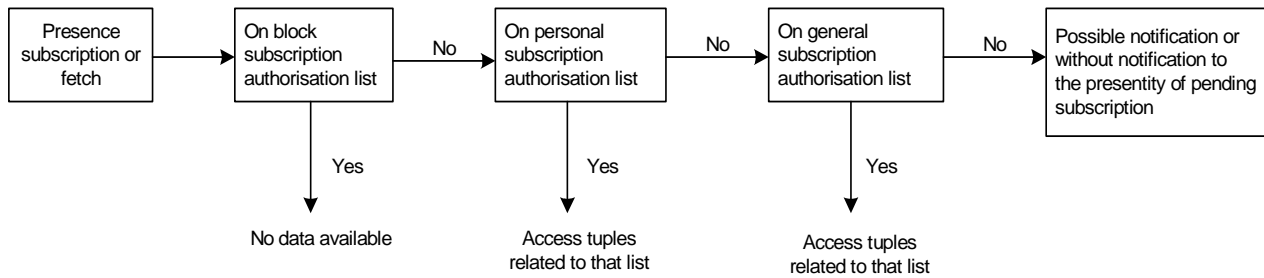 Presence
subscription or
fetch
On block
subscription
authorisation list
No
On personal
subscription
authorisation list
No
On general
subscription
authorisation list
No
Possible notification or
without notification to
the presentity of pending
subscription
Yes
Yes
Yes
No data available
Access tuples
related to that list
Access tuples
related to that list